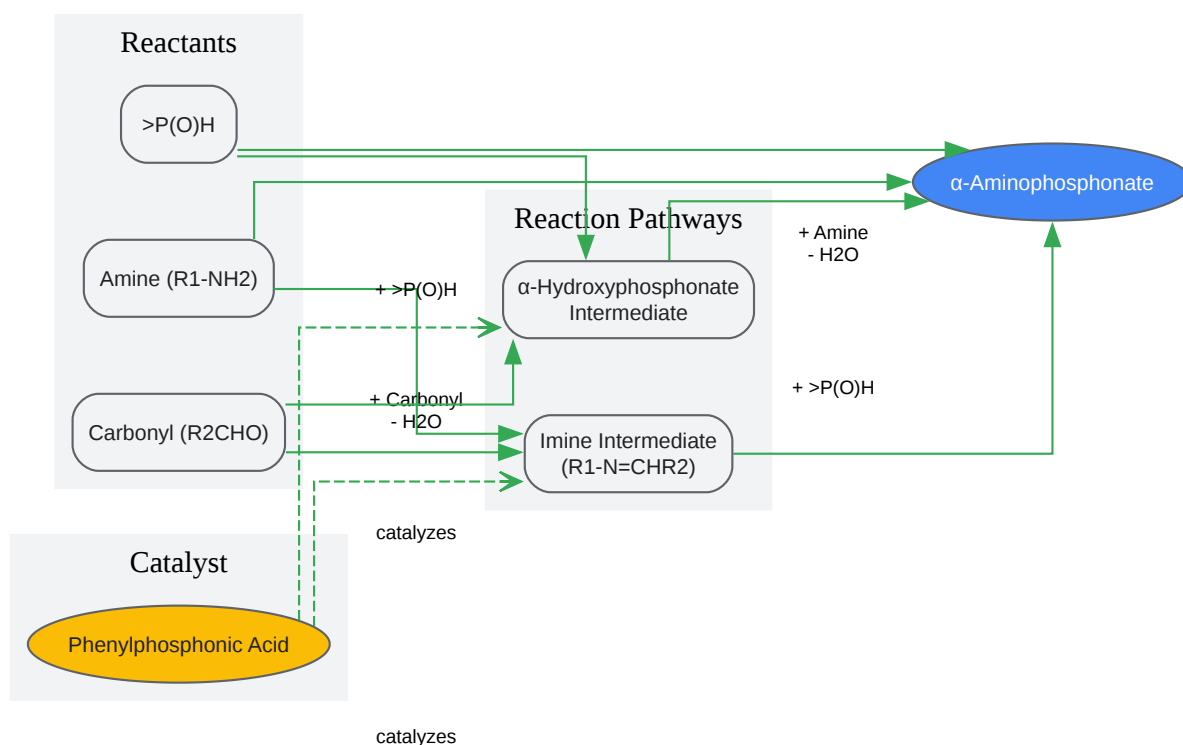 Reactants
>P(O)H
Amine (R1-NH2)
Carbonyl (R2CHO)
Catalyst
Phenylphosphonic Acid
+ >P(O)H
+ Carbonyl
- H2O
catalyzes
catalyzes
Reaction Pathways
α-Hydroxyphosphonate
Intermediate
Imine Intermediate
(R1-N=CHR2)
+ Amine
- H2O
+ >P(O)H
α-Aminophosphonate